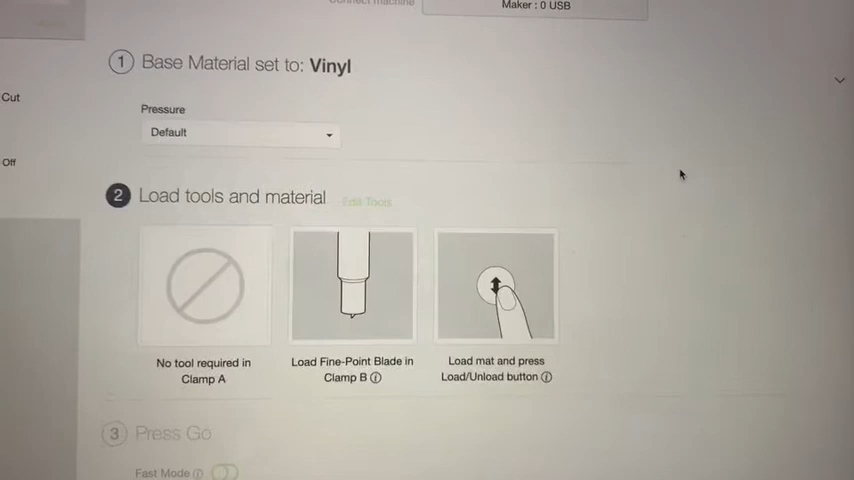 Connect machine
Maker : 0 USB
1 Base Material set to: Vinyl
Cut
Pressure
Default
Off
2 Load tools and material Edit Tools
No tool required in
Clamp A
Load Fine-Point Blade in
Clamp B i
Load mat and press
Load/Unload button i
3 Press Go
Fast Mode i